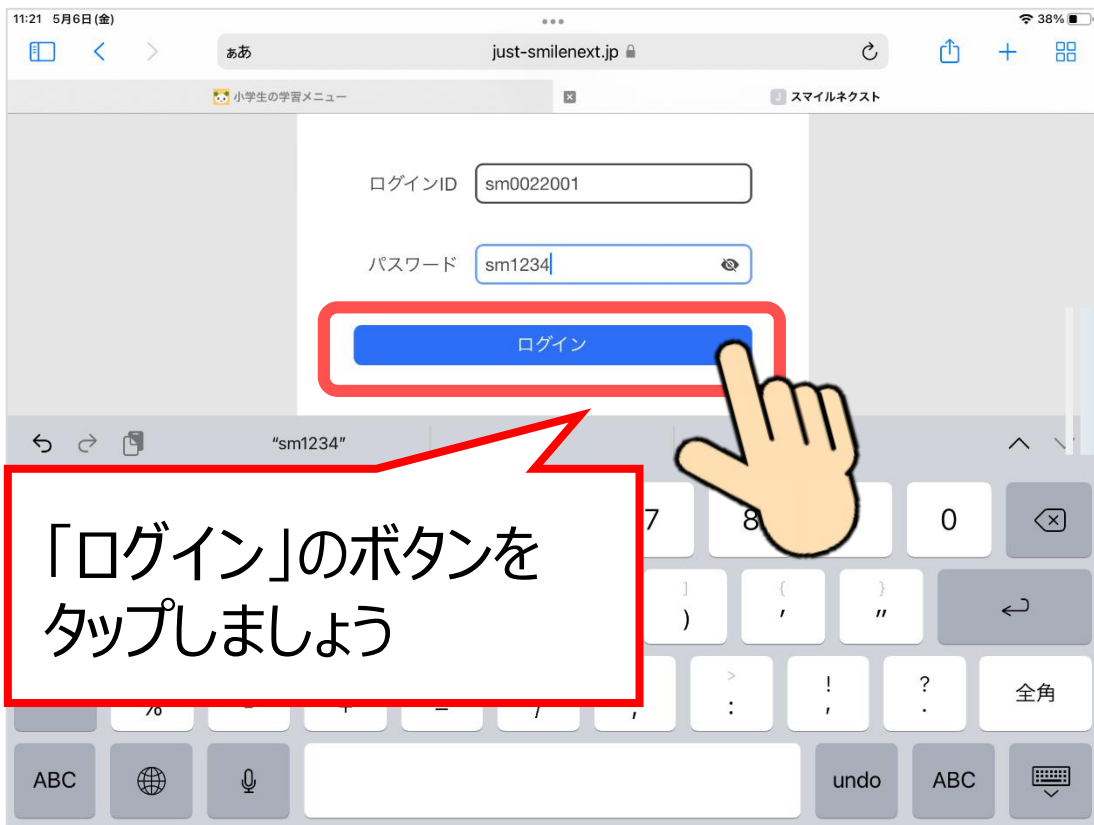 11:21 5月6日(金)
38%
ぁあ
just-smilenext.jp
小学生の学習メニュー
J スマイルネクスト
ログインID sm0022001
パスワード sm1234
ログイン
“sm1234”
「ログイン」のボタンを
タップしましょう
7 8 0
] ) { ' } "
% - + = / ; > : ! , ? .
全角
ABC undo ABC